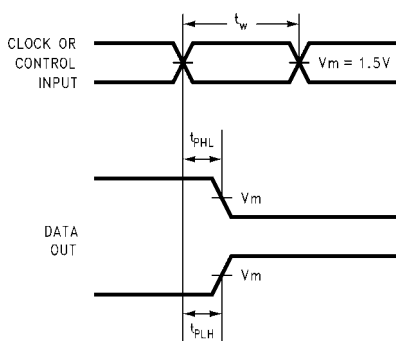 t_w
CLOCK OR
CONTROL
INPUT
Vm = 1.5V
t_PHL
Vm
DATA
OUT
Vm
t_PLH